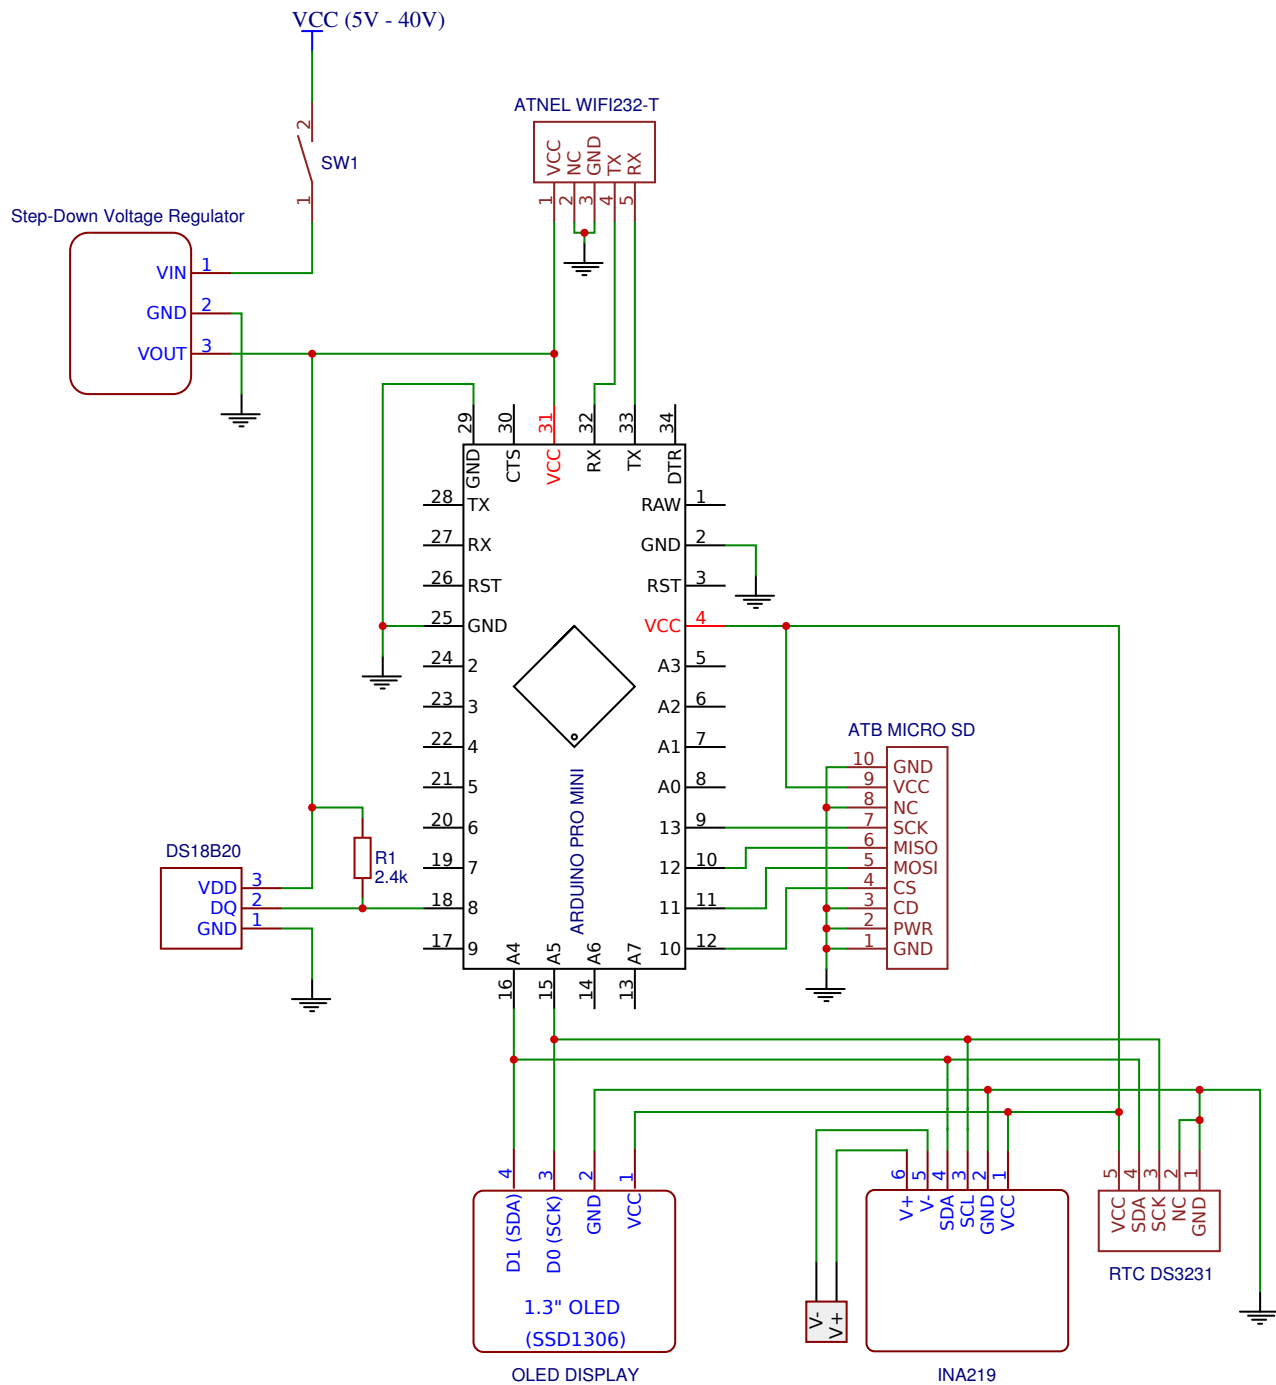 VCC (5V - 40V)
2
SW1
1
Step-Down Voltage Regulator
VIN 1
GND 2
VOUT 3
ATNEL WIFI232-T
VCC NC GND TX RX
1 2 3 4 5
29 30 31 32 33 34
GND CTS VCC RX TX DTR
28 TX
27 RX
26 RST
25 GND
24 2
23 3
22 4
21 5
20 6
19 7
18 8
17 9
RAW 1
GND 2
RST 3
VCC 4
A3 5
A2 6
A1 7
A0 8
13 9
12 10
11 11
10 12
ARDUINO PRO MINI
A4 A5 A6 A7
16 15 14 13
ATB MICRO SD
10 GND
9 VCC
8 NC
7 SCK
6 MISO
5 MOSI
4 CS
3 CD
2 PWR
1 GND
DS18B20
VDD 3
DQ 2
GND 1
R1
2.4k
4 3 2 1
D1 (SDA) D0 (SCK) GND VCC
1.3" OLED
(SSD1306)
OLED DISPLAY
V- V+
6 5 4 3 2 1
V+ V- SDA SCL GND VCC
INA219
5 4 3 2 1
VCC SDA SCK NC GND
RTC DS3231